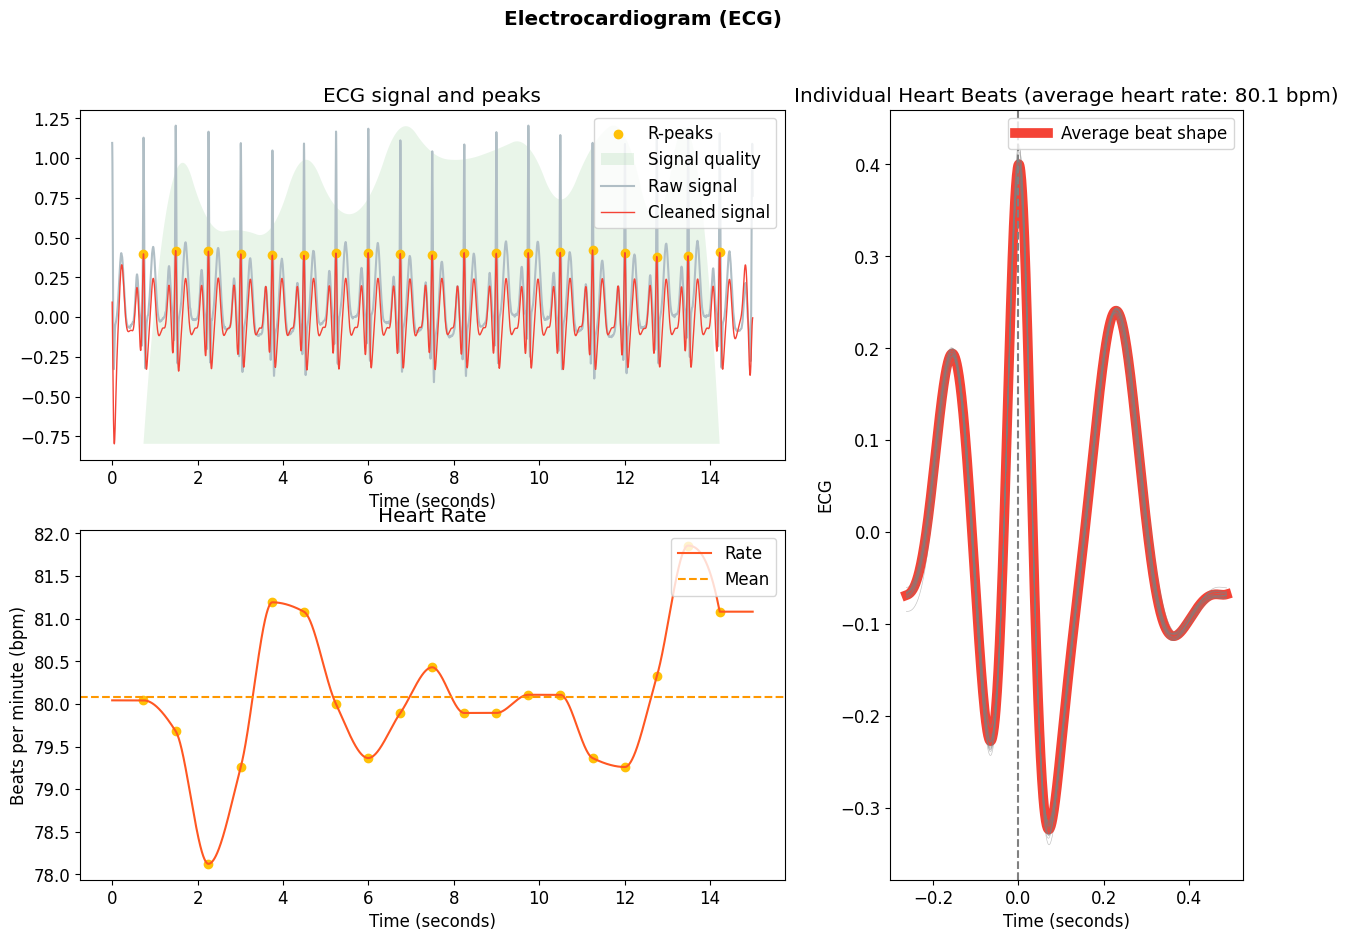 Electrocardiogram (ECG)
ECG signal and peaks
1.25
1.00
0.75
0.50
0.25
0.00
−0.25
−0.50
−0.75
R-peaks
Signal quality
Raw signal
Cleaned signal
0 2 4 6 8 10 12 14
Time (seconds)
Heart Rate
82.0
81.5
81.0
80.5
80.0
79.5
79.0
78.5
78.0
Beats per minute (bpm)
Rate
Mean
0 2 4 6 8 10 12 14
Time (seconds)
Individual Heart Beats (average heart rate: 80.1 bpm)
Average beat shape
0.4
0.3
0.2
0.1
0.0
−0.1
−0.2
−0.3
ECG
−0.2 0.0 0.2 0.4
Time (seconds)